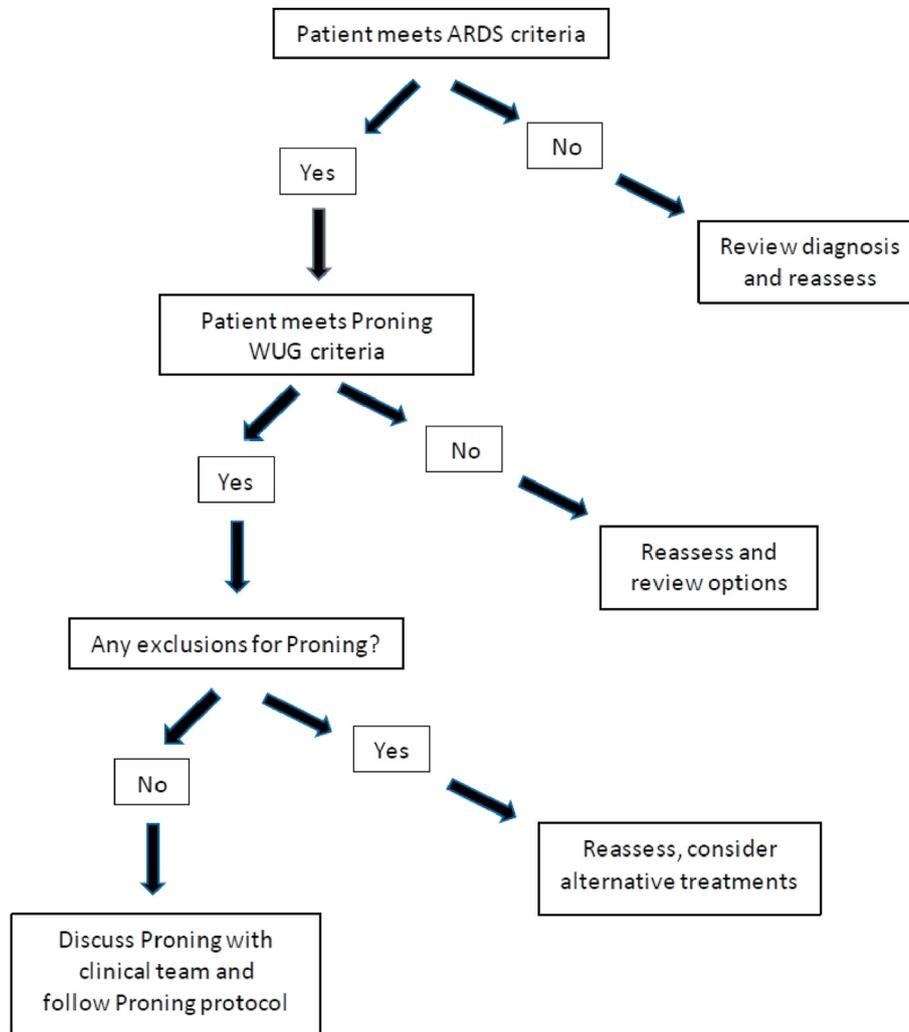 Patient meets ARDS criteria
Yes
No
Review diagnosis
and reassess
Patient meets Proning
WUG criteria
Yes
No
Reassess and
review options
Any exclusions for Proning?
No
Yes
Reassess, consider
alternative treatments
Discuss Proning with
clinical team and
follow Proning protocol